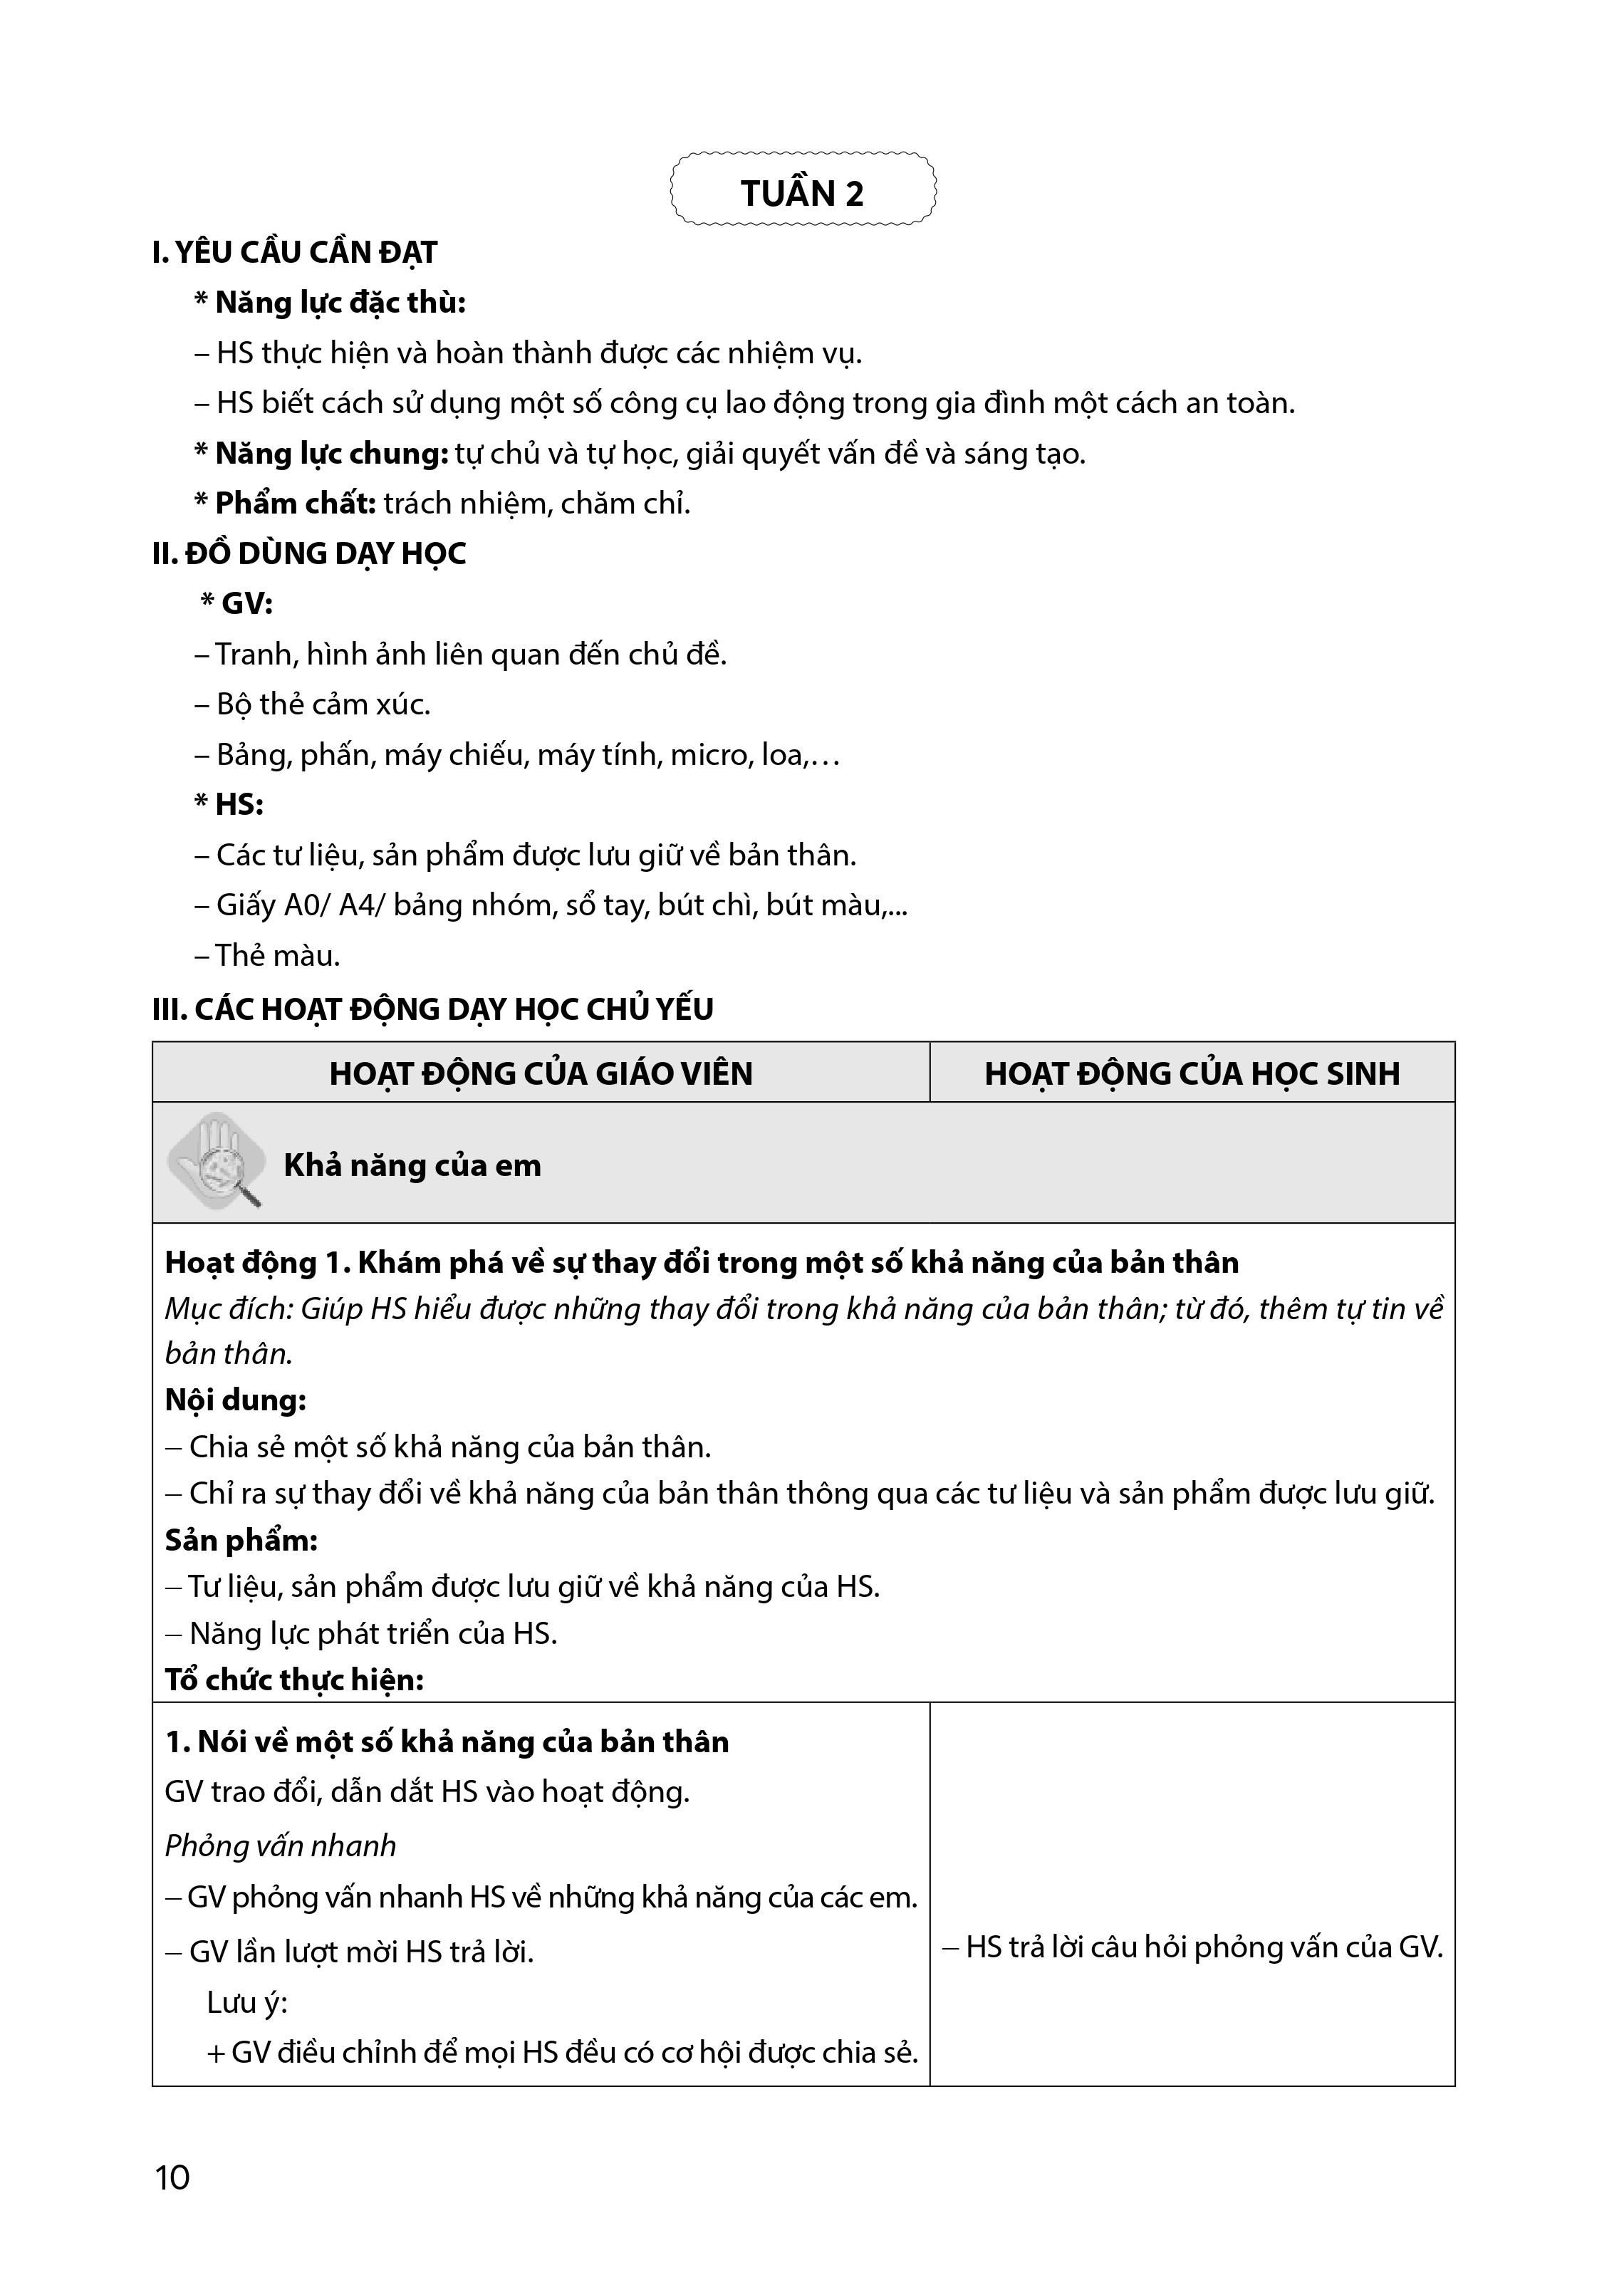 TUẦN 2
I. YÊU CẦU CẦN ĐẠT
* Năng lực đặc thù:
– HS thực hiện và hoàn thành được các nhiệm vụ.
– HS biết cách sử dụng một số công cụ lao động trong gia đình một cách an toàn.
* Năng lực chung: tự chủ và tự học, giải quyết vấn đề và sáng tạo.
* Phẩm chất: trách nhiệm, chăm chỉ.
II. ĐỒ DÙNG DẠY HỌC
* GV:
– Tranh, hình ảnh liên quan đến chủ đề.
– Bộ thẻ cảm xúc.
– Bảng, phấn, máy chiếu, máy tính, micro, loa,…
* HS:
– Các tư liệu, sản phẩm được lưu giữ về bản thân.
– Giấy A0/ A4/ bảng nhóm, sổ tay, bút chì, bút màu,...
– Thẻ màu.
III. CÁC HOẠT ĐỘNG DẠY HỌC CHỦ YẾU
HOẠT ĐỘNG CỦA GIÁO VIÊN
HOẠT ĐỘNG CỦA HỌC SINH
Khả năng của em
Hoạt động 1. Khám phá về sự thay đổi trong một số khả năng của bản thân
Mục đích: Giúp HS hiểu được những thay đổi trong khả năng của bản thân; từ đó, thêm tự tin về
bản thân.
Nội dung:
– Chia sẻ một số khả năng của bản thân.
– Chỉ ra sự thay đổi về khả năng của bản thân thông qua các tư liệu và sản phẩm được lưu giữ.
Sản phẩm:
– Tư liệu, sản phẩm được lưu giữ về khả năng của HS.
– Năng lực phát triển của HS.
Tổ chức thực hiện:
1. Nói về một số khả năng của bản thân
GV trao đổi, dẫn dắt HS vào hoạt động.
Phỏng vấn nhanh
– GV phỏng vấn nhanh HS về những khả năng của các em.
– GV lần lượt mời HS trả lời.
Lưu ý:
+ GV điều chỉnh để mọi HS đều có cơ hội được chia sẻ.
– HS trả lời câu hỏi phỏng vấn của GV.
10